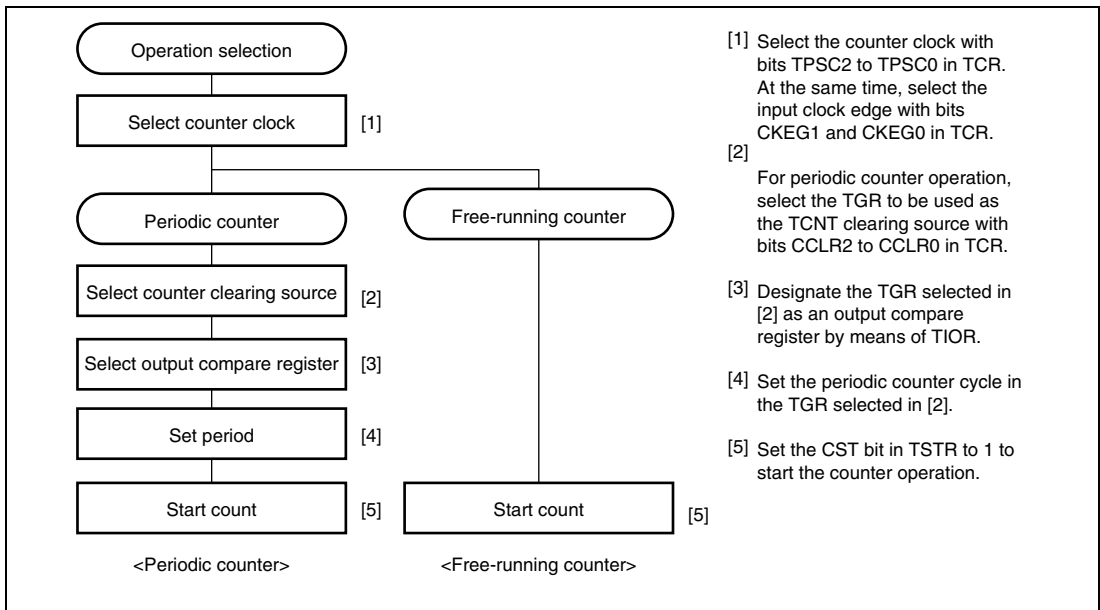 Operation selection
Select counter clock
[1]
Periodic counter
Free-running counter
Select counter clearing source
[2]
Select output compare register
[3]
Set period
[4]
Start count
[5]
Start count
[5]
<Periodic counter>
<Free-running counter>
[1] Select the counter clock with
bits TPSC2 to TPSC0 in TCR.
At the same time, select the
input clock edge with bits
CKEG1 and CKEG0 in TCR.
[2]
For periodic counter operation,
select the TGR to be used as
the TCNT clearing source with
bits CCLR2 to CCLR0 in TCR.
[3] Designate the TGR selected in
[2] as an output compare
register by means of TIOR.
[4] Set the periodic counter cycle in
the TGR selected in [2].
[5] Set the CST bit in TSTR to 1 to
start the counter operation.